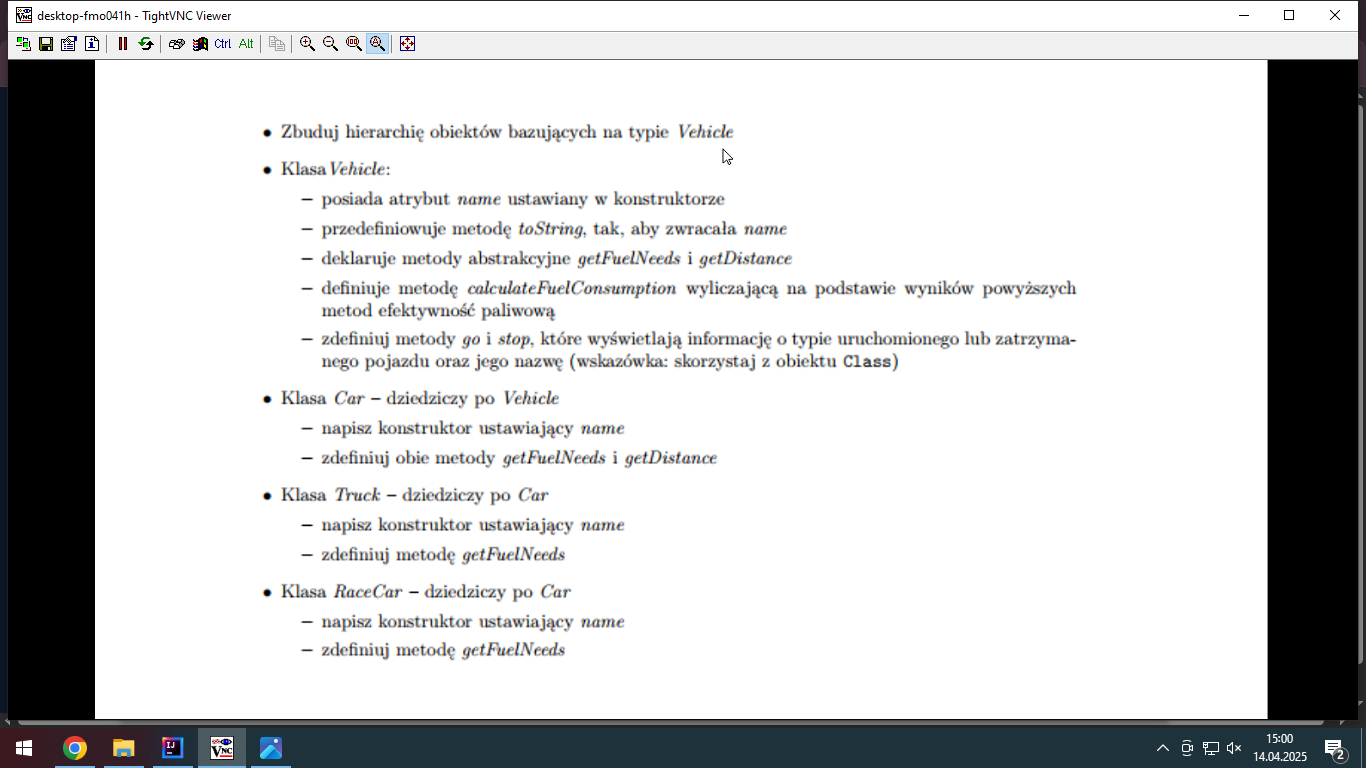 desktop-fmo041h - TightVNC Viewer
Ctrl Alt
• Zbuduj hierarchię obiektów bazujących na typie Vehicle
• Klasa Vehicle:
– posiada atrybut name ustawiany w konstruktorze
– przedefiniowuje metodę toString, tak, aby zwracała name
– deklaruje metody abstrakcyjne getFuelNeeds i getDistance
– definiuje metodę calculateFuelConsumption wyliczającą na podstawie wyników powyższych
metod efektywność paliwową
– zdefiniuj metody go i stop, które wyświetlają informację o typie uruchomionego lub zatrzyma-
nego pojazdu oraz jego nazwę (wskazówka: skorzystaj z obiektu Class)
• Klasa Car – dziedziczy po Vehicle
– napisz konstruktor ustawiający name
– zdefiniuj obie metody getFuelNeeds i getDistance
• Klasa Truck – dziedziczy po Car
– napisz konstruktor ustawiający name
– zdefiniuj metodę getFuelNeeds
• Klasa RaceCar – dziedziczy po Car
– napisz konstruktor ustawiający name
– zdefiniuj metodę getFuelNeeds
15:00
14.04.2025
2